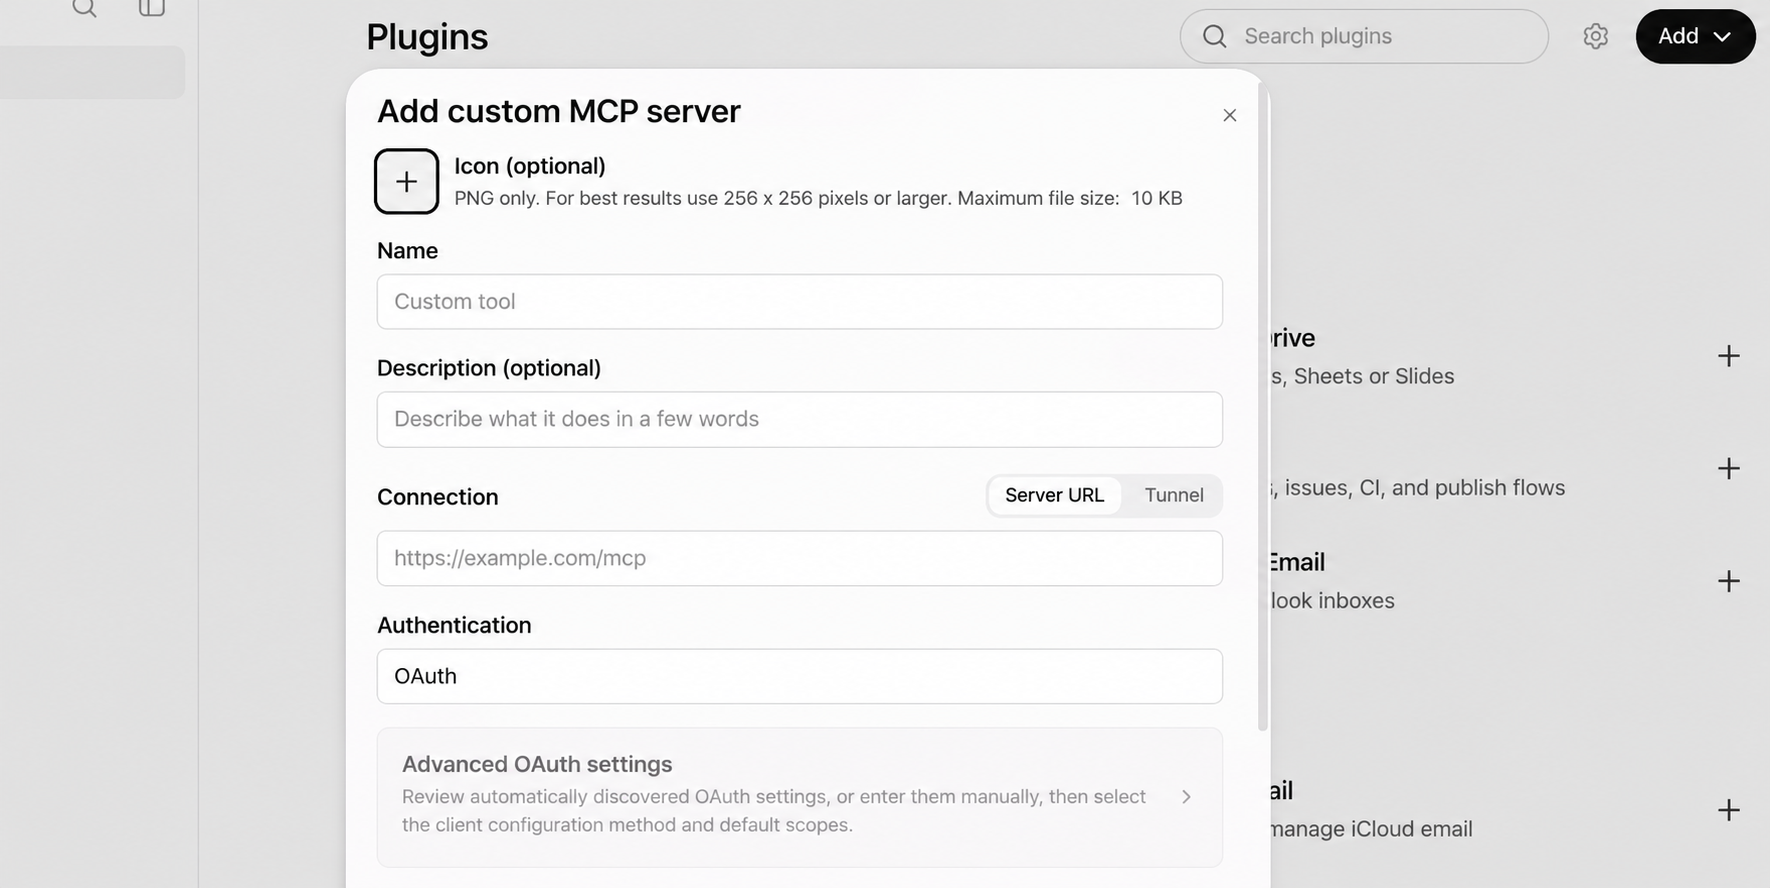 Plugins
Search plugins
Add
Add custom MCP server
Icon (optional)
PNG only. For best results use 256 x 256 pixels or larger. Maximum file size: 10 KB
Name
Custom tool
Description (optional)
Describe what it does in a few words
Connection
Server URL
Tunnel
https://example.com/mcp
Authentication
OAuth
Advanced OAuth settings
Review automatically discovered OAuth settings, or enter them manually, then select
the client configuration method and default scopes.
rive
s, Sheets or Slides
, issues, CI, and publish flows
Email
look inboxes
ail
manage iCloud email